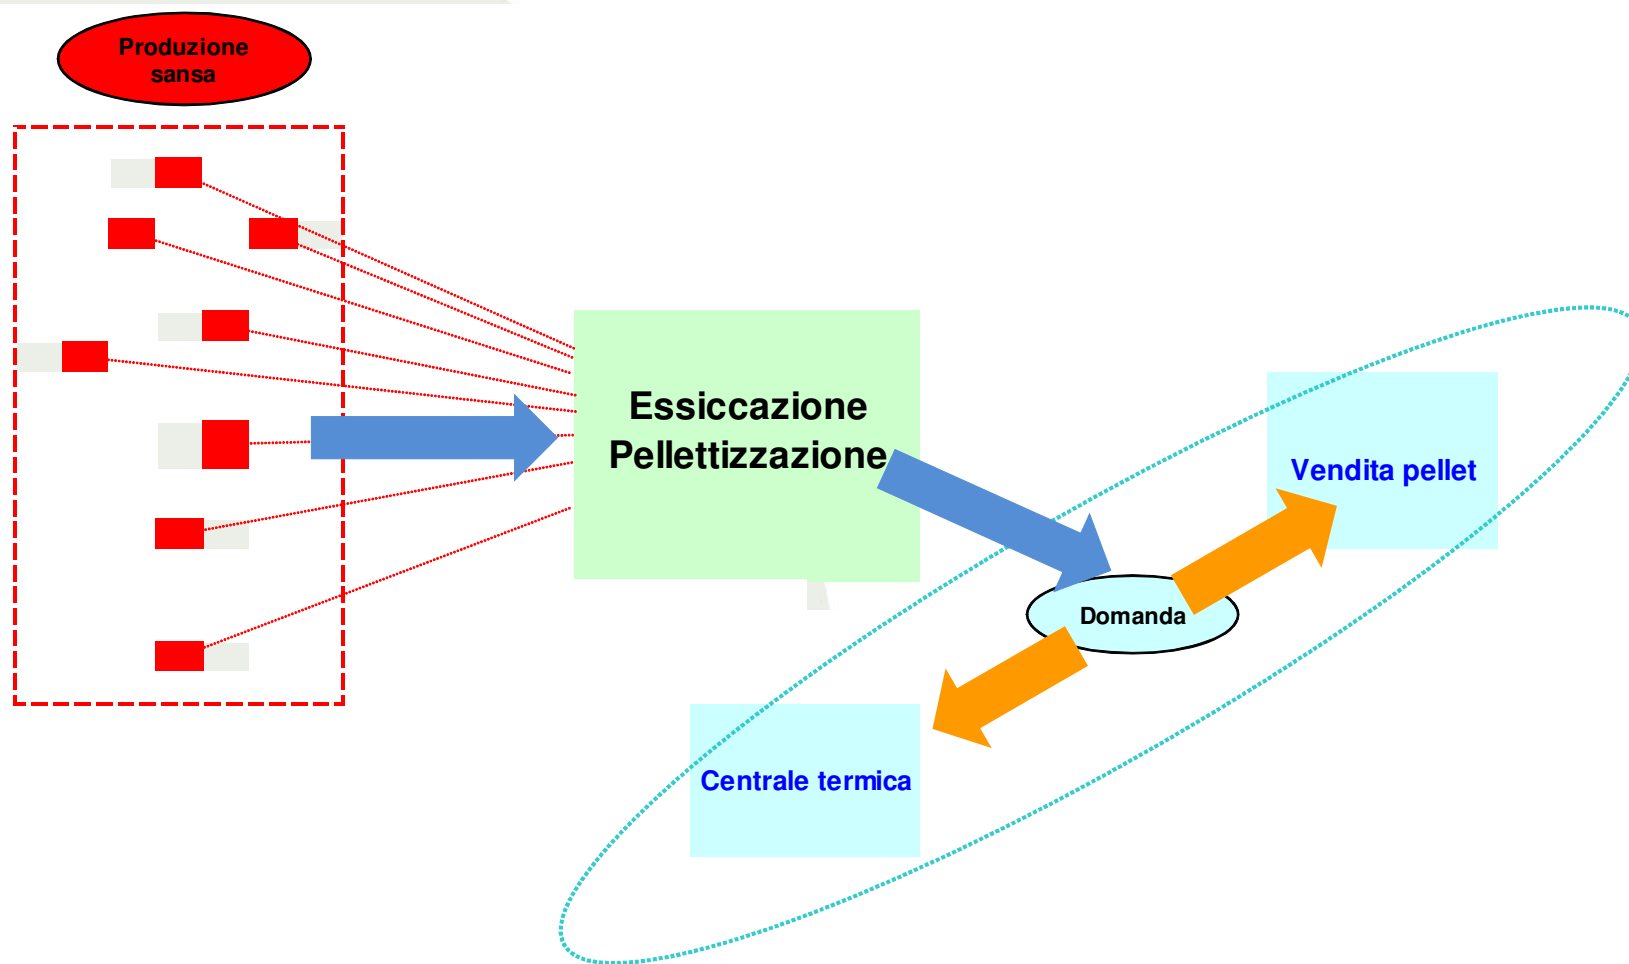 Produzione
sansa
Essiccazione
Pellettizzazione
Vendita pellet
Domanda
Centrale termica